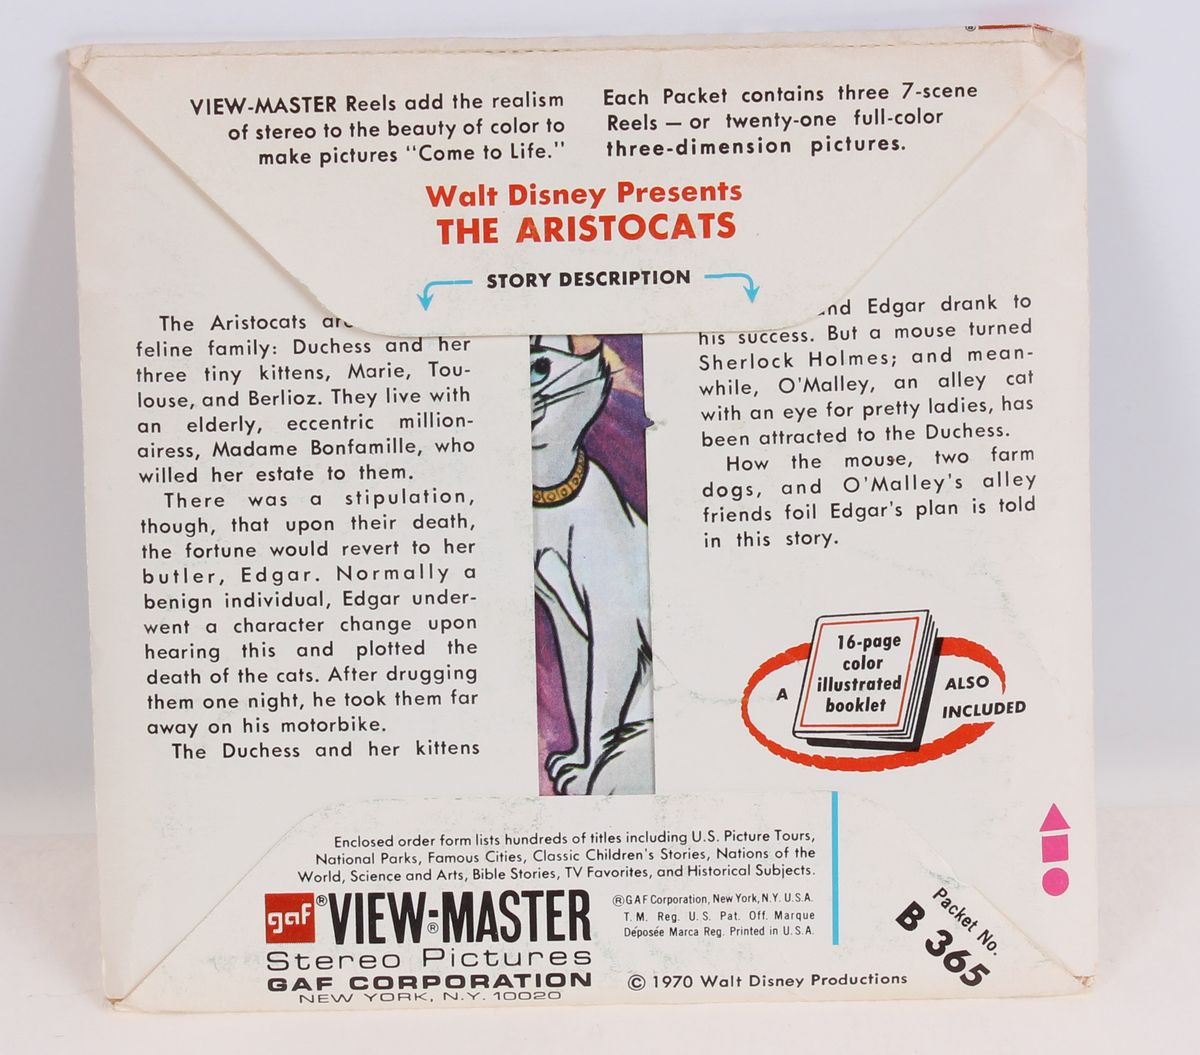 VIEW-MASTER Reels add the realism
of stereo to the beauty of color to
make pictures "Come to Life."
Each Packet contains three 7-scene
Reels — or twenty-one full-color
three-dimension pictures.
Walt Disney Presents
THE ARISTOCATS
STORY DESCRIPTION
The Aristocats are
feline family: Duchess and her
three tiny kittens, Marie, Tou-
louse, and Berlioz. They live with
an elderly, eccentric million-
airess, Madame Bonfamille, who
willed her estate to them.
There was a stipulation,
though, that upon their death,
the fortune would revert to her
butler, Edgar. Normally a
benign individual, Edgar under-
went a character change upon
hearing this and plotted the
death of the cats. After drugging
them one night, he took them far
away on his motorbike.
The Duchess and her kittens
and Edgar drank to
his success. But a mouse turned
Sherlock Holmes; and mean-
while, O'Malley, an alley cat
with an eye for pretty ladies, has
been attracted to the Duchess.
How the mouse, two farm
dogs, and O'Malley's alley
friends foil Edgar's plan is told
in this story.
A
16-page
color
illustrated
booklet
ALSO
INCLUDED
Enclosed order form lists hundreds of titles including U.S. Picture Tours,
National Parks, Famous Cities, Classic Children's Stories, Nations of the
World, Science and Arts, Bible Stories, TV Favorites, and Historical Subjects.
gaf® VIEW-MASTER®
Stereo Pictures
GAF CORPORATION
NEW YORK, N.Y. 10020
®GAF Corporation, New York, N.Y. U.S.A.
T. M. Reg. U.S. Pat. Off. Marque
Déposée Marca Reg. Printed in U.S.A.
© 1970 Walt Disney Productions
Packet No.
B 365